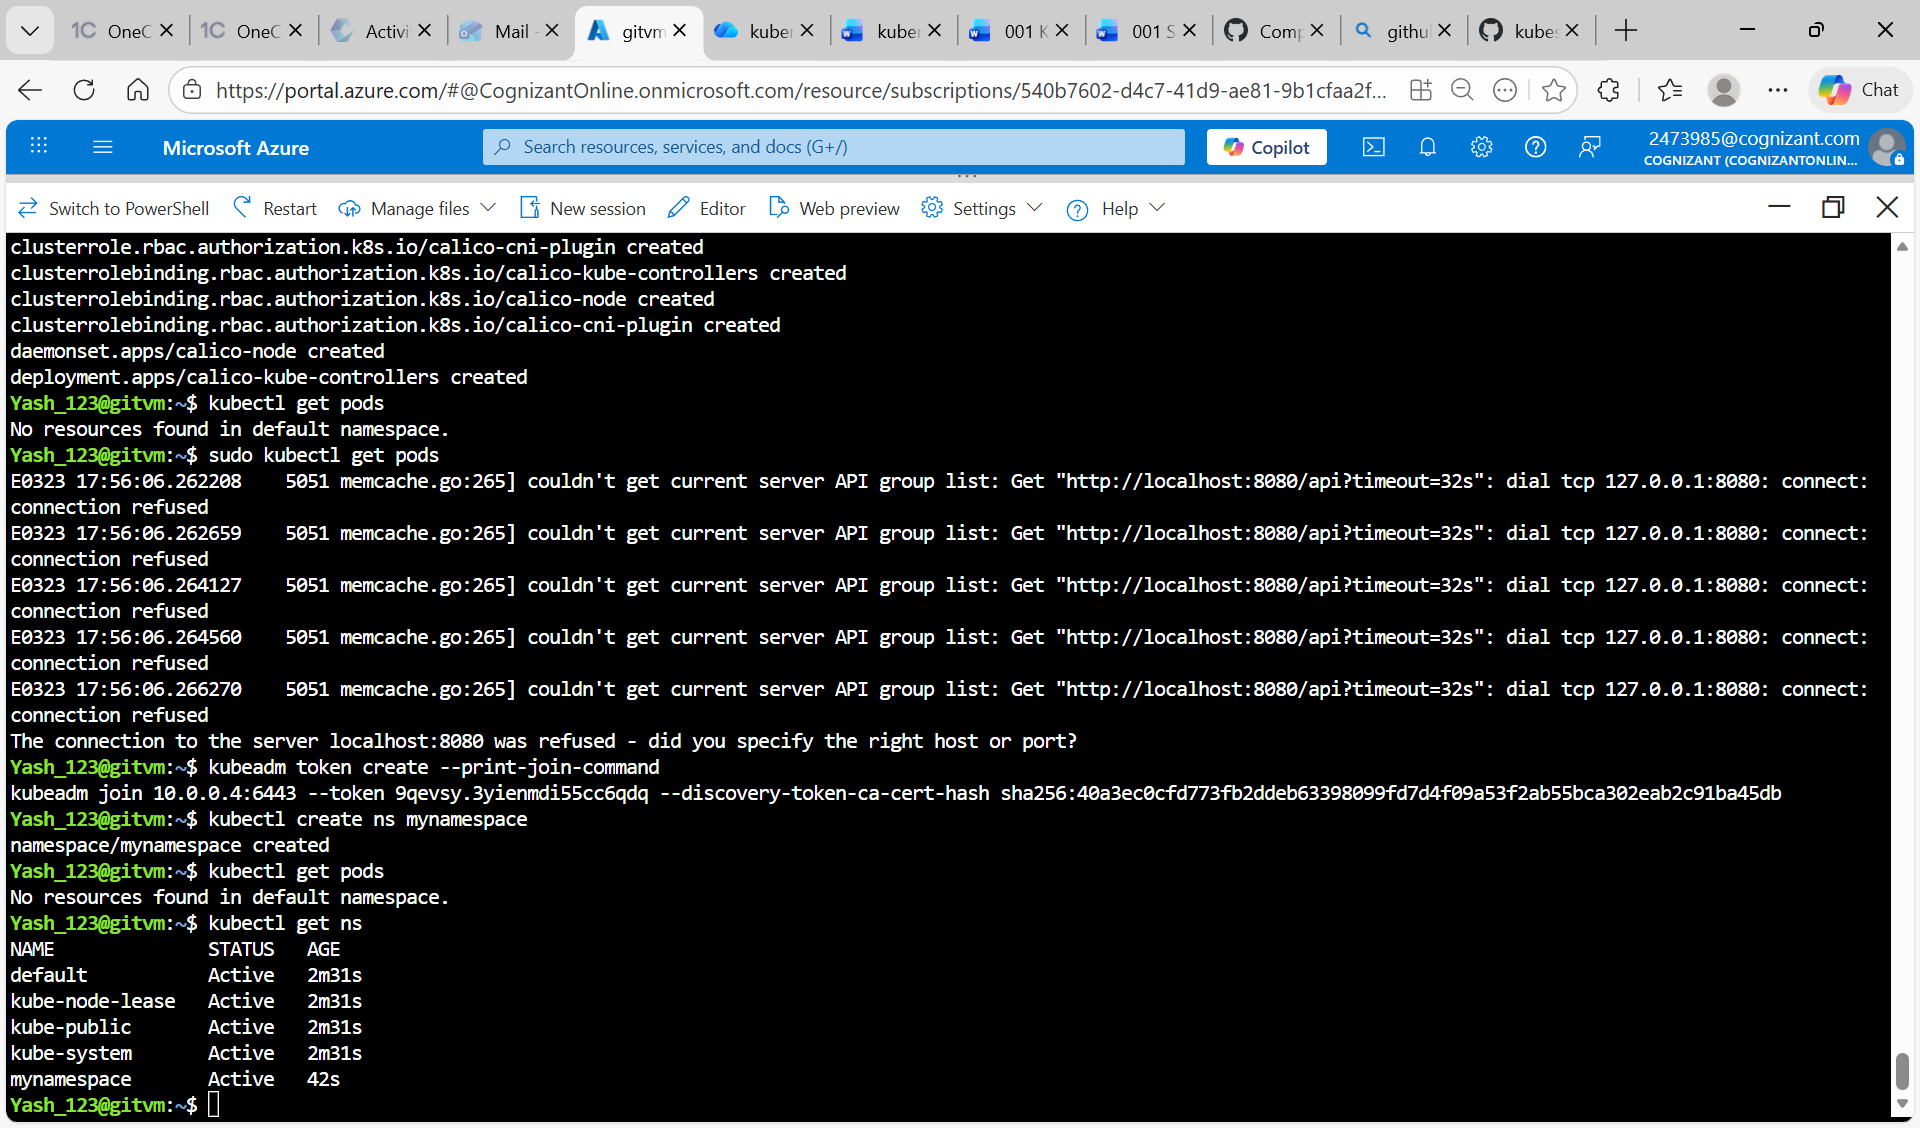 OneC
OneC
Activi
Mail -
gitvm
kuber
kuber
001 K
001 S
Comp
githu
kubes
https://portal.azure.com/#@CognizantOnline.onmicrosoft.com/resource/subscriptions/540b7602-d4c7-41d9-ae81-9b1cfaa2f...
Chat
Microsoft Azure
Search resources, services, and docs (G+/)
Copilot
2473985@cognizant.com
COGNIZANT (COGNIZANTONLIN...
Switch to PowerShell
Restart
Manage files
New session
Editor
Web preview
Settings
Help
clusterrole.rbac.authorization.k8s.io/calico-cni-plugin created
clusterrolebinding.rbac.authorization.k8s.io/calico-kube-controllers created
clusterrolebinding.rbac.authorization.k8s.io/calico-node created
clusterrolebinding.rbac.authorization.k8s.io/calico-cni-plugin created
daemonset.apps/calico-node created
deployment.apps/calico-kube-controllers created
Yash_123@gitvm:~$ kubectl get pods
No resources found in default namespace.
Yash_123@gitvm:~$ sudo kubectl get pods
E0323 17:56:06.262208    5051 memcache.go:265] couldn't get current server API group list: Get "http://localhost:8080/api?timeout=32s": dial tcp 127.0.0.1:8080: connect:
connection refused
E0323 17:56:06.262659    5051 memcache.go:265] couldn't get current server API group list: Get "http://localhost:8080/api?timeout=32s": dial tcp 127.0.0.1:8080: connect:
connection refused
E0323 17:56:06.264127    5051 memcache.go:265] couldn't get current server API group list: Get "http://localhost:8080/api?timeout=32s": dial tcp 127.0.0.1:8080: connect:
connection refused
E0323 17:56:06.264560    5051 memcache.go:265] couldn't get current server API group list: Get "http://localhost:8080/api?timeout=32s": dial tcp 127.0.0.1:8080: connect:
connection refused
E0323 17:56:06.266270    5051 memcache.go:265] couldn't get current server API group list: Get "http://localhost:8080/api?timeout=32s": dial tcp 127.0.0.1:8080: connect:
connection refused
The connection to the server localhost:8080 was refused - did you specify the right host or port?
Yash_123@gitvm:~$ kubeadm token create --print-join-command
kubeadm join 10.0.0.4:6443 --token 9qevsy.3yienmdi55cc6qdq --discovery-token-ca-cert-hash sha256:40a3ec0cfd773fb2ddeb63398099fd7d4f09a53f2ab55bca302eab2c91ba45db
Yash_123@gitvm:~$ kubectl create ns mynamespace
namespace/mynamespace created
Yash_123@gitvm:~$ kubectl get pods
No resources found in default namespace.
Yash_123@gitvm:~$ kubectl get ns
NAME              STATUS   AGE
default           Active   2m31s
kube-node-lease   Active   2m31s
kube-public       Active   2m31s
kube-system       Active   2m31s
mynamespace       Active   42s
Yash_123@gitvm:~$